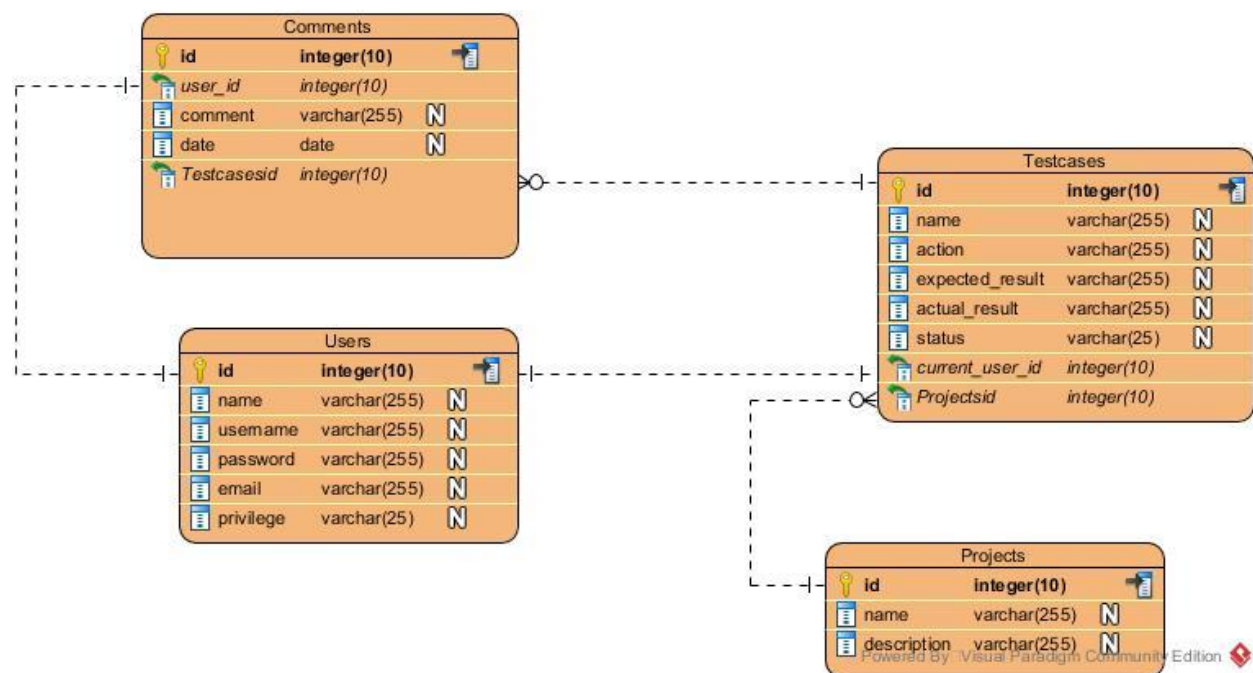 Comments
id integer(10)
user_id integer(10)
comment varchar(255) N
date date N
Testcasesid integer(10)
Testcases
id integer(10)
name varchar(255) N
action varchar(255) N
expected_result varchar(255) N
actual_result varchar(255) N
status varchar(25) N
current_user_id integer(10)
Projectsid integer(10)
Users
id integer(10)
name varchar(255) N
username varchar(255) N
password varchar(255) N
email varchar(255) N
privilege varchar(25) N
Projects
id integer(10)
name varchar(255) N
description varchar(255) N
Powered By Visual Paradigm Community Edition